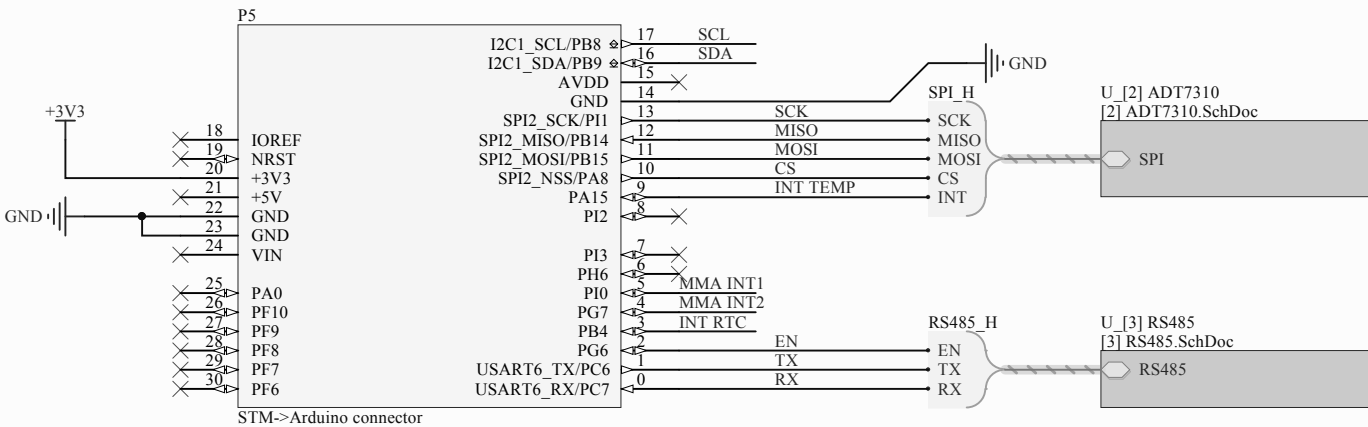 P5
I2C1_SCL/PB8 17 SCL
I2C1_SDA/PB9 16 SDA
AVDD 15
GND 14 GND
SPI2_SCK/PI1 13 SCK
SPI2_MISO/PB14 12 MISO
SPI2_MOSI/PB15 11 MOSI
SPI2_NSS/PA8 10 CS
PA15 9 INT TEMP
PI2 8
PI3 7
PH6 6
PI0 5 MMA INT1
PG7 4 MMA INT2
PB4 3 INT RTC
PG6 2 EN
USART6_TX/PC6 1 TX
USART6_RX/PC7 0 RX
+3V3
18 IOREF
19 NRST
20 +3V3
21 +5V
GND 22 GND
23 GND
24 VIN
25 PA0
26 PF10
27 PF9
28 PF8
29 PF7
30 PF6
STM->Arduino connector
SPI_H
SCK
MISO
MOSI
CS
INT
U_[2] ADT7310
[2] ADT7310.SchDoc
SPI
RS485_H
EN
TX
RX
U_[3] RS485
[3] RS485.SchDoc
RS485